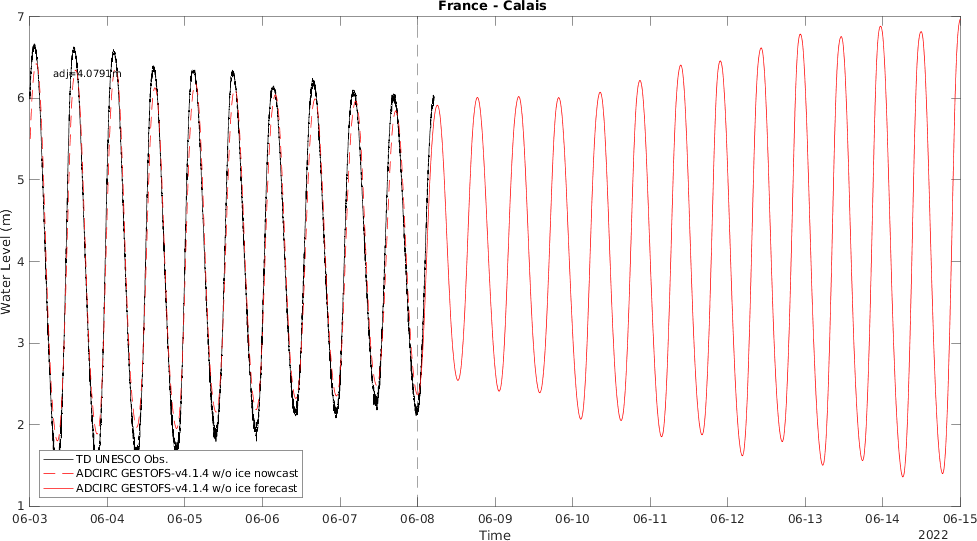 France - Calais
7
adj=4.0791m
6
5
4
3
2
1
Water Level (m)
TD UNESCO Obs.
ADCIRC GESTOFS-v4.1.4 w/o ice nowcast
ADCIRC GESTOFS-v4.1.4 w/o ice forecast
06-03 06-04 06-05 06-06 06-07 06-08 06-09 06-10 06-11 06-12 06-13 06-14 06-15
Time
2022